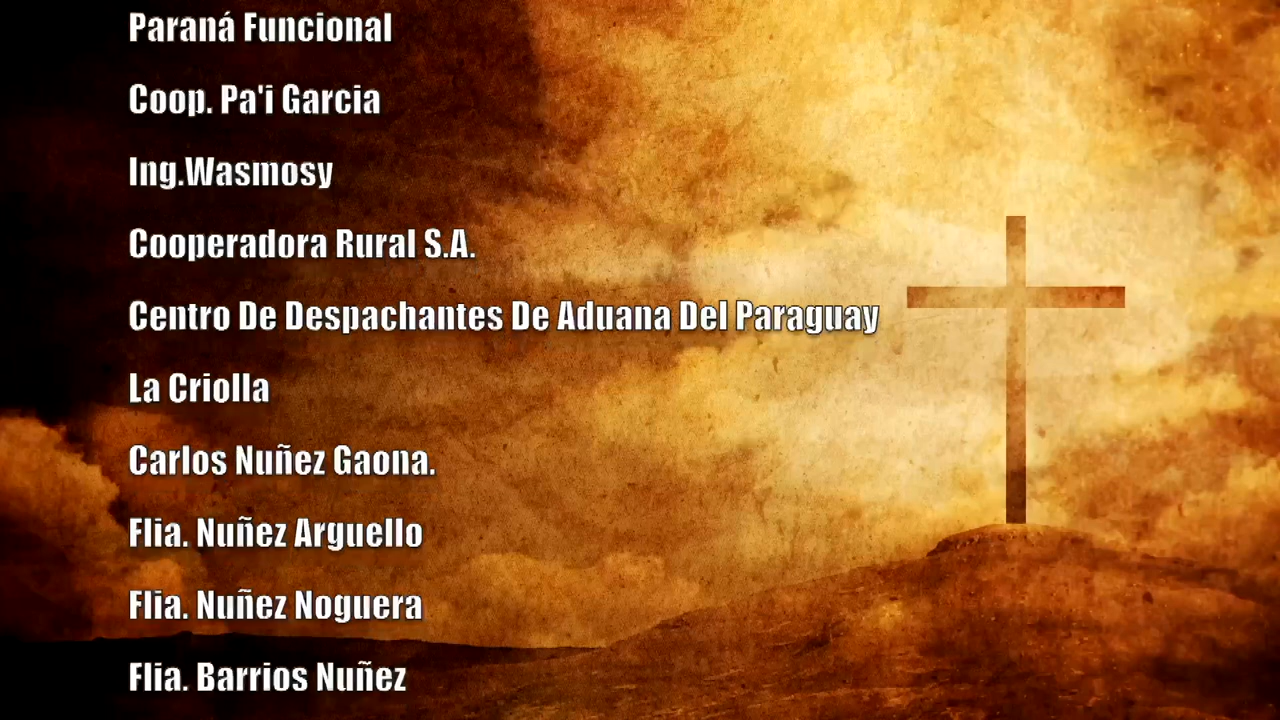 Paraná Funcional
Coop. Pa'i Garcia
Ing.Wasmosy
Cooperadora Rural S.A.
Centro De Despachantes De Aduana Del Paraguay
La Criolla
Carlos Nuñez Gaona.
Flia. Nuñez Arguello
Flia. Nuñez Noguera
Flia. Barrios Nuñez